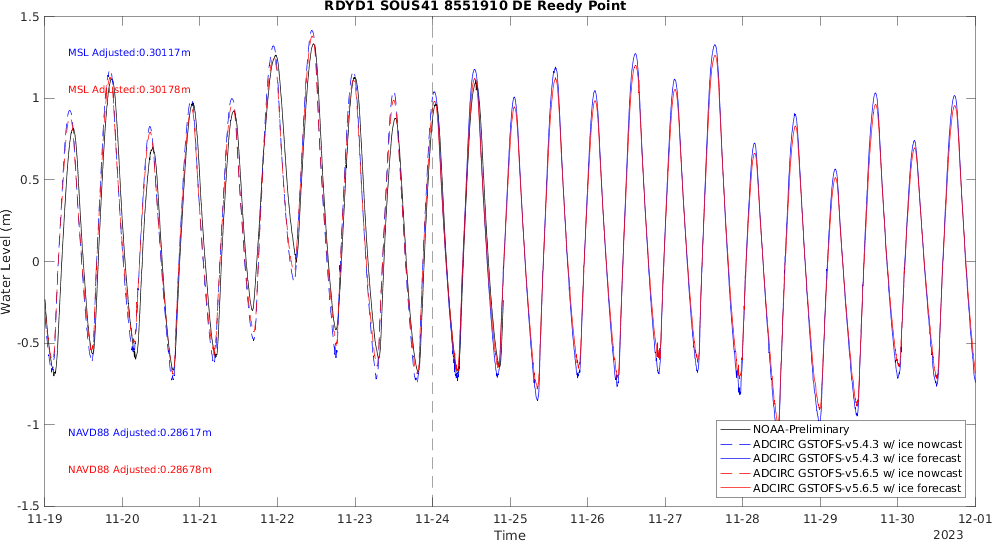 RDYD1 SOUS41 8551910 DE Reedy Point
MSL Adjusted:0.30117m
MSL Adjusted:0.30178m
NAVD88 Adjusted:0.28617m
NAVD88 Adjusted:0.28678m
Water Level (m)
1.5
1
0.5
0
-0.5
-1
-1.5
NOAA-Preliminary
ADCIRC GSTOFS-v5.4.3 w/ ice nowcast
ADCIRC GSTOFS-v5.4.3 w/ ice forecast
ADCIRC GSTOFS-v5.6.5 w/ ice nowcast
ADCIRC GSTOFS-v5.6.5 w/ ice forecast
11-19 11-20 11-21 11-22 11-23 11-24 11-25 11-26 11-27 11-28 11-29 11-30 12-01
Time
2023